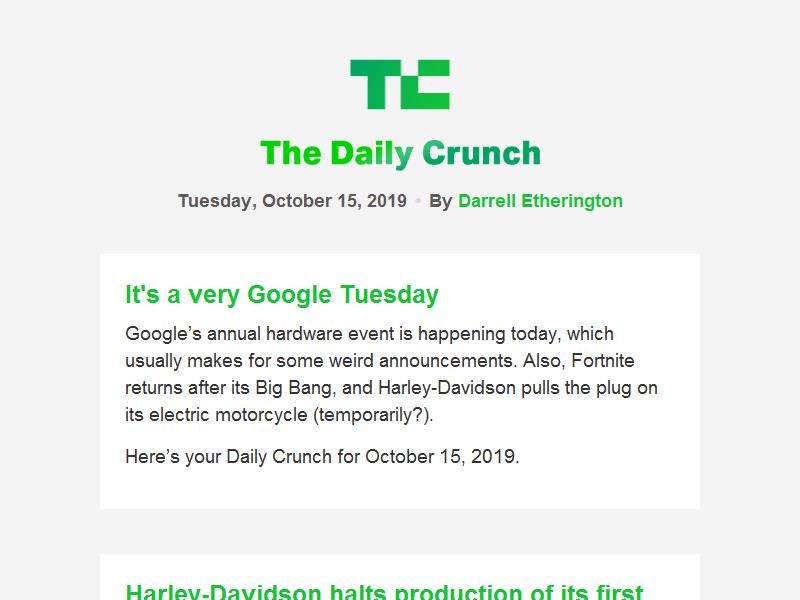 TC
The Daily Crunch
Tuesday, October 15, 2019 • By Darrell Etherington
It's a very Google Tuesday
Google’s annual hardware event is happening today, which
usually makes for some weird announcements. Also, Fortnite
returns after its Big Bang, and Harley-Davidson pulls the plug on
its electric motorcycle (temporarily?).
Here’s your Daily Crunch for October 15, 2019.
Harley-Davidson halts production of its first